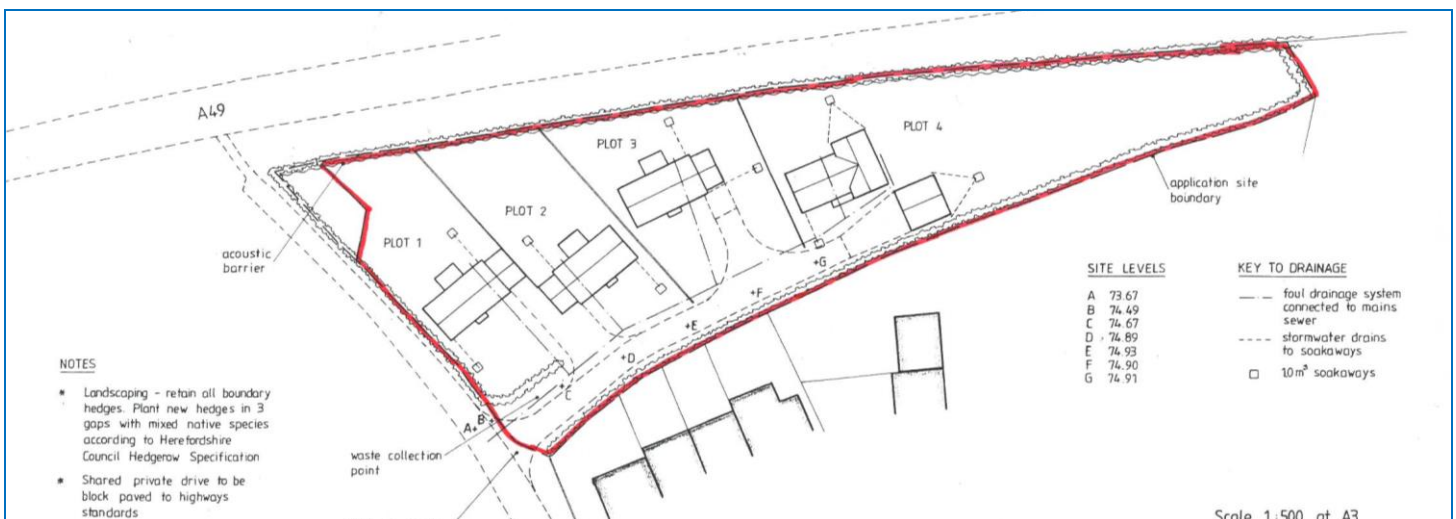 A49
acoustic
barrier
PLOT 1
PLOT 2
PLOT 3
PLOT 4
application site
boundary
A+
B+
+C
+D
+E
+F
+G
waste collection
point
SITE LEVELS
A 73.67
B 74.49
C 74.67
D 74.89
E 74.93
F 74.90
G 74.91
KEY TO DRAINAGE
foul drainage system
connected to mains
sewer
stormwater drains
to soakaways
10m³ soakaways
NOTES
* Landscaping - retain all boundary
hedges. Plant new hedges in 3
gaps with mixed native species
according to Herefordshire
Council Hedgerow Specification
* Shared private drive to be
block paved to highways
standards
Scale 1:500 at A3